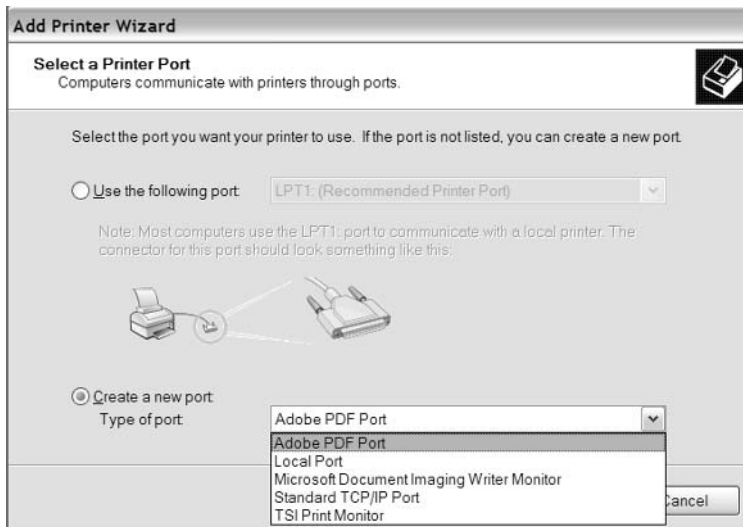 Add Printer Wizard
Select a Printer Port
Computers communicate with printers through ports.
Select the port you want your printer to use. If the port is not listed, you can create a new port.
Use the following port:
LPT1: (Recommended Printer Port)
Note: Most computers use the LPT1: port to communicate with a local printer. The
connector for this port should look something like this:
Create a new port:
Type of port:
Adobe PDF Port
Adobe PDF Port
Local Port
Microsoft Document Imaging Writer Monitor
Standard TCP/IP Port
TSI Print Monitor
Cancel